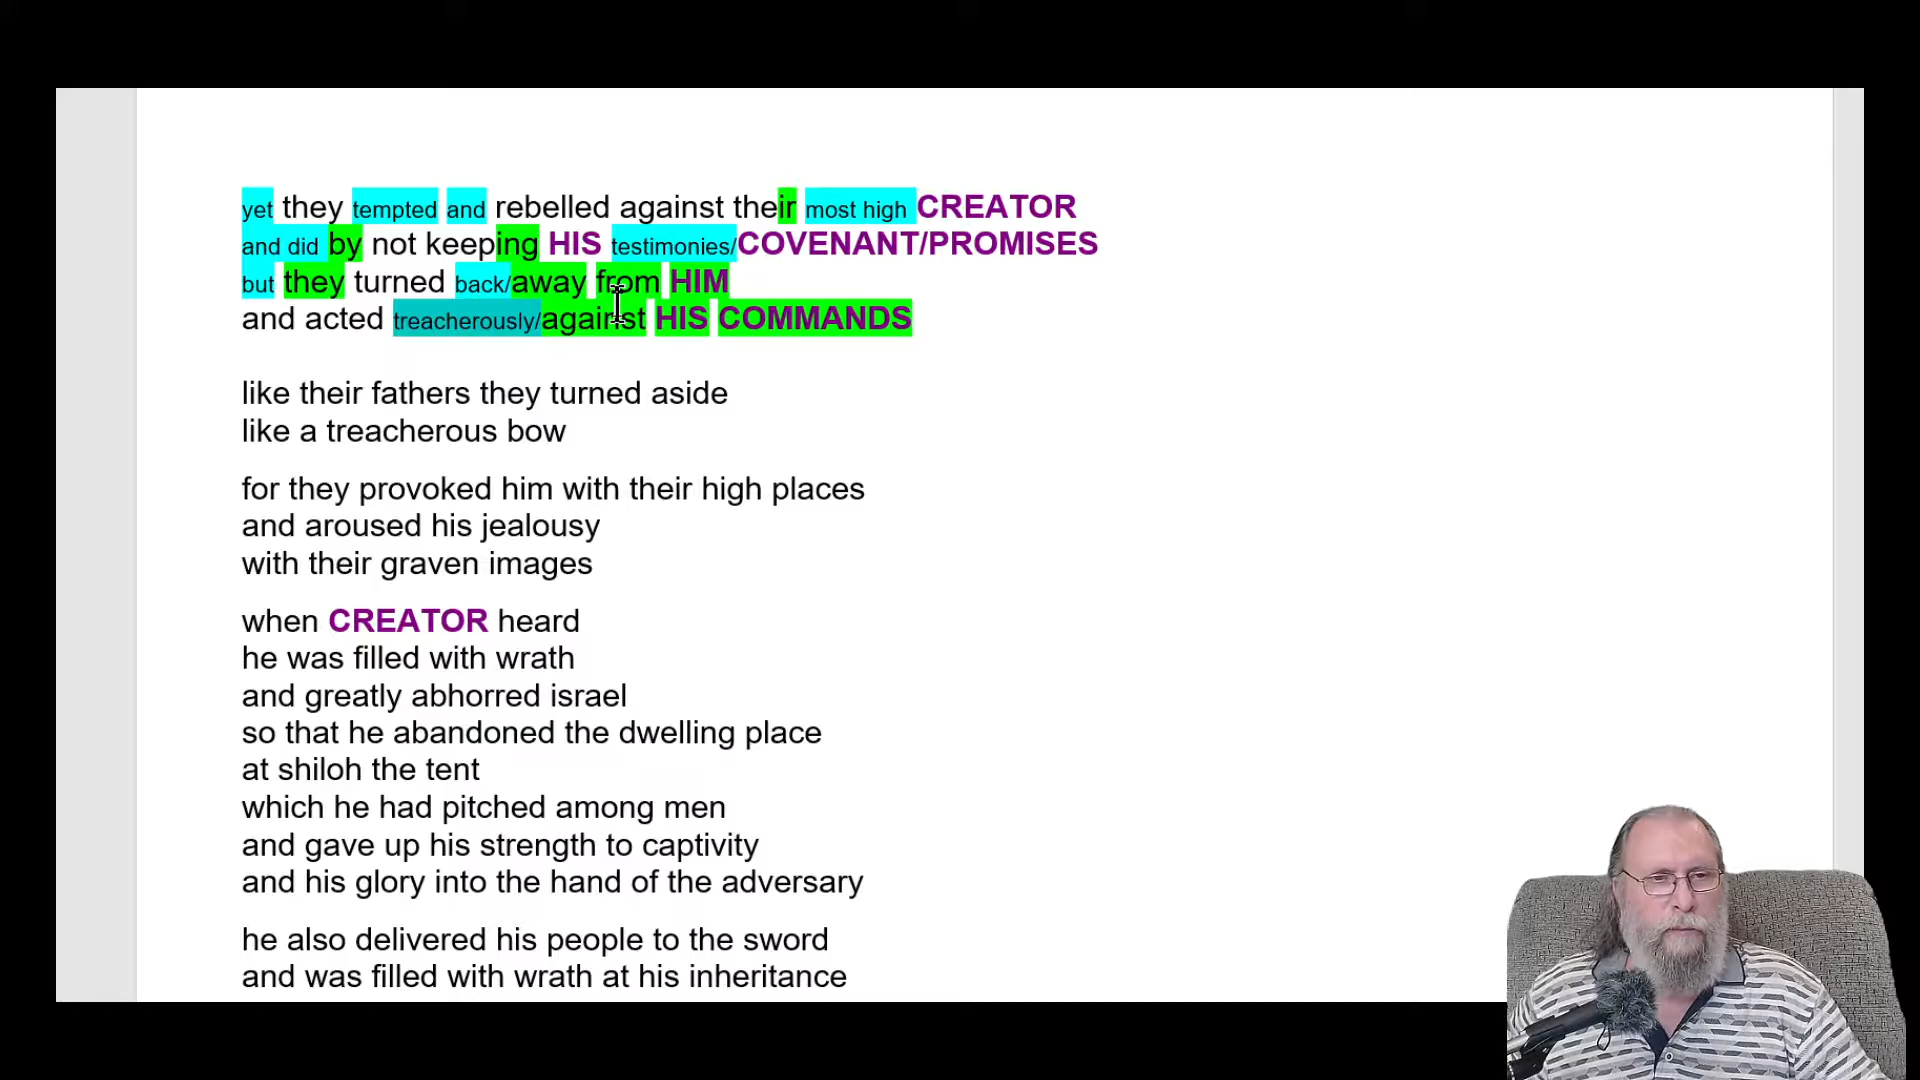 yet they tempted and rebelled against their most high CREATOR
and did by not keeping HIS testimonies/COVENANT/PROMISES
but they turned back/away from HIM
and acted treacherously/against HIS COMMANDS
like their fathers they turned aside
like a treacherous bow
for they provoked him with their high places
and aroused his jealousy
with their graven images
when CREATOR heard
he was filled with wrath
and greatly abhorred israel
so that he abandoned the dwelling place
at shiloh the tent
which he had pitched among men
and gave up his strength to captivity
and his glory into the hand of the adversary
he also delivered his people to the sword
and was filled with wrath at his inheritance